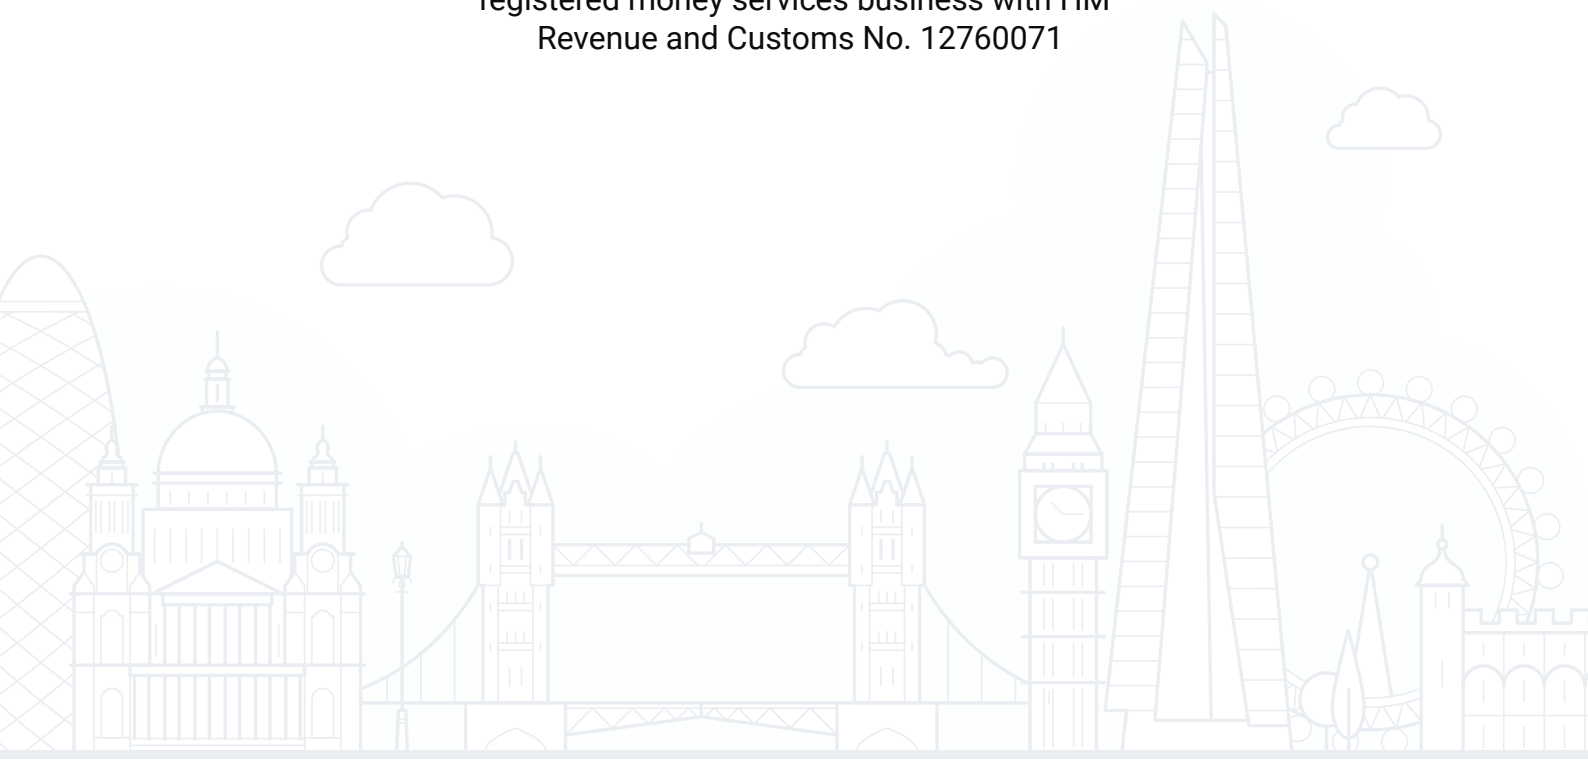 registered money services business with HM
Revenue and Customs No. 12760071